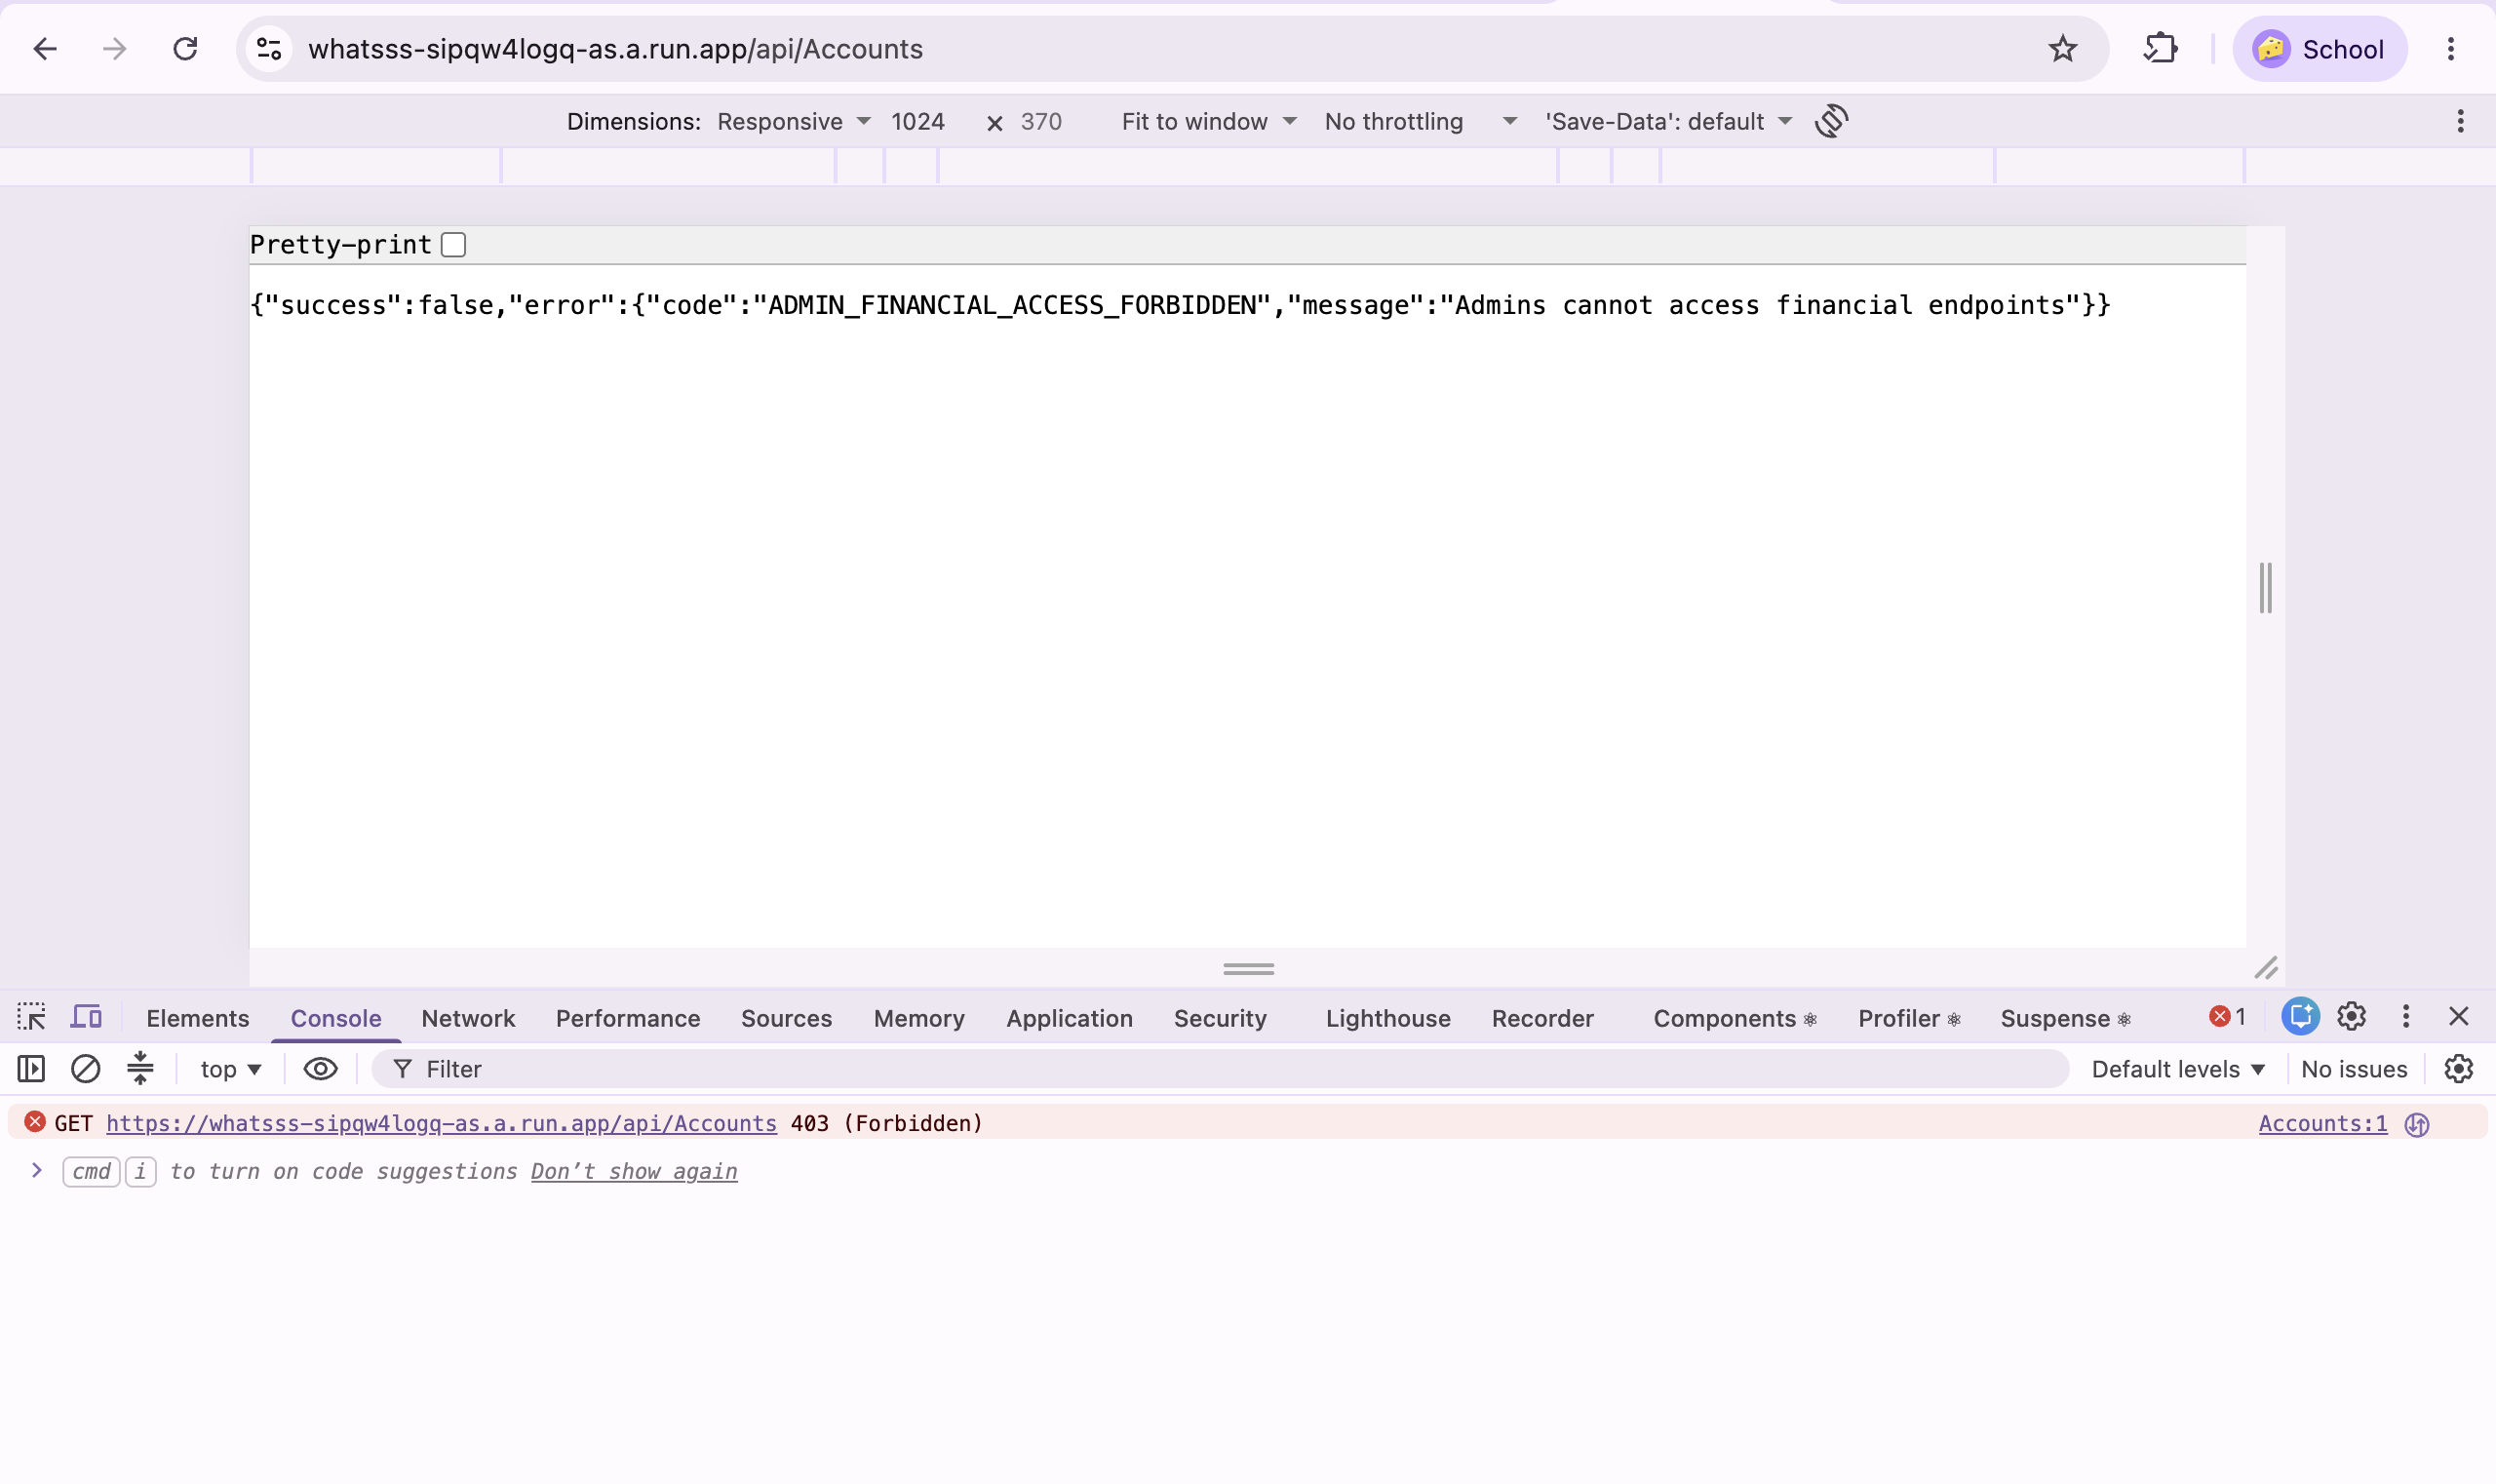 whatsss-sipqw4logq-as.a.run.app/api/Accounts
School
Dimensions: Responsive 1024 × 370 Fit to window No throttling 'Save-Data': default
Pretty-print
{"success":false,"error":{"code":"ADMIN_FINANCIAL_ACCESS_FORBIDDEN","message":"Admins cannot access financial endpoints"}}
Elements Console Network Performance Sources Memory Application Security Lighthouse Recorder Components Profiler Suspense 1
top Filter Default levels No issues
GET https://whatsss-sipqw4logq-as.a.run.app/api/Accounts 403 (Forbidden) Accounts:1
cmd i to turn on code suggestions Don’t show again